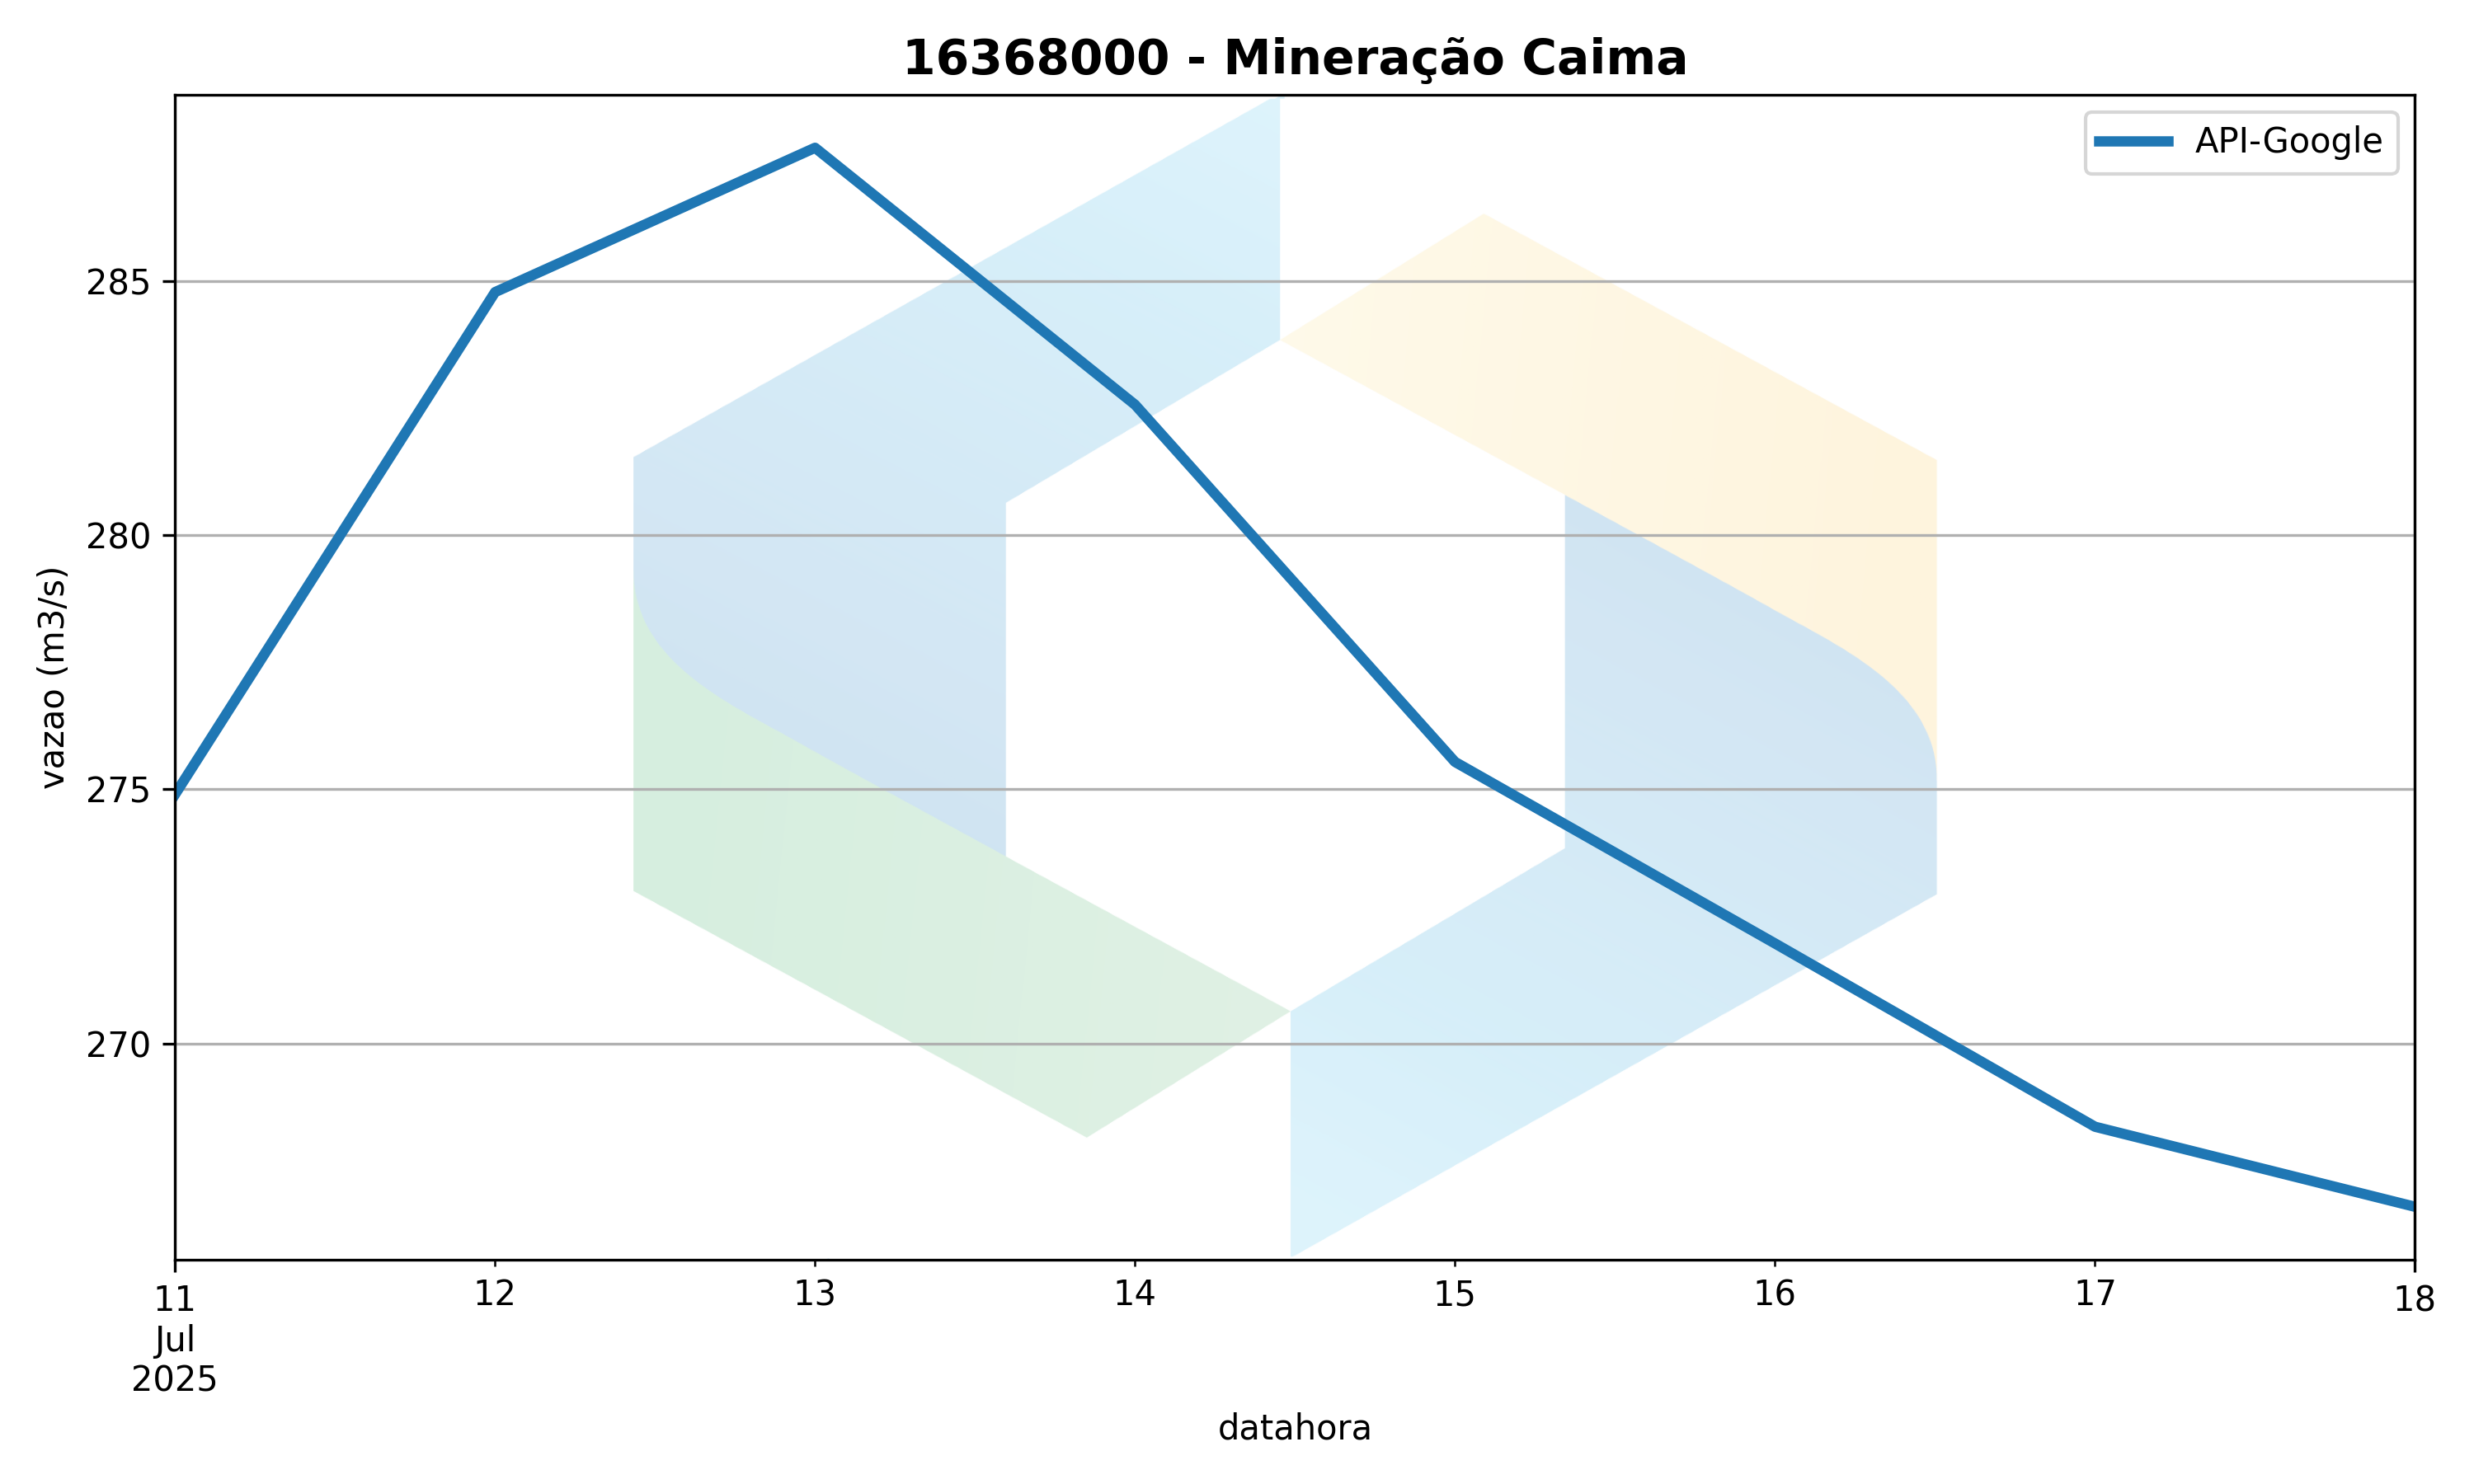 16368000 - Mineração Caima
API-Google
285
280
275
270
vazao (m3/s)
11 12 13 14 15 16 17 18
Jul
2025
datahora